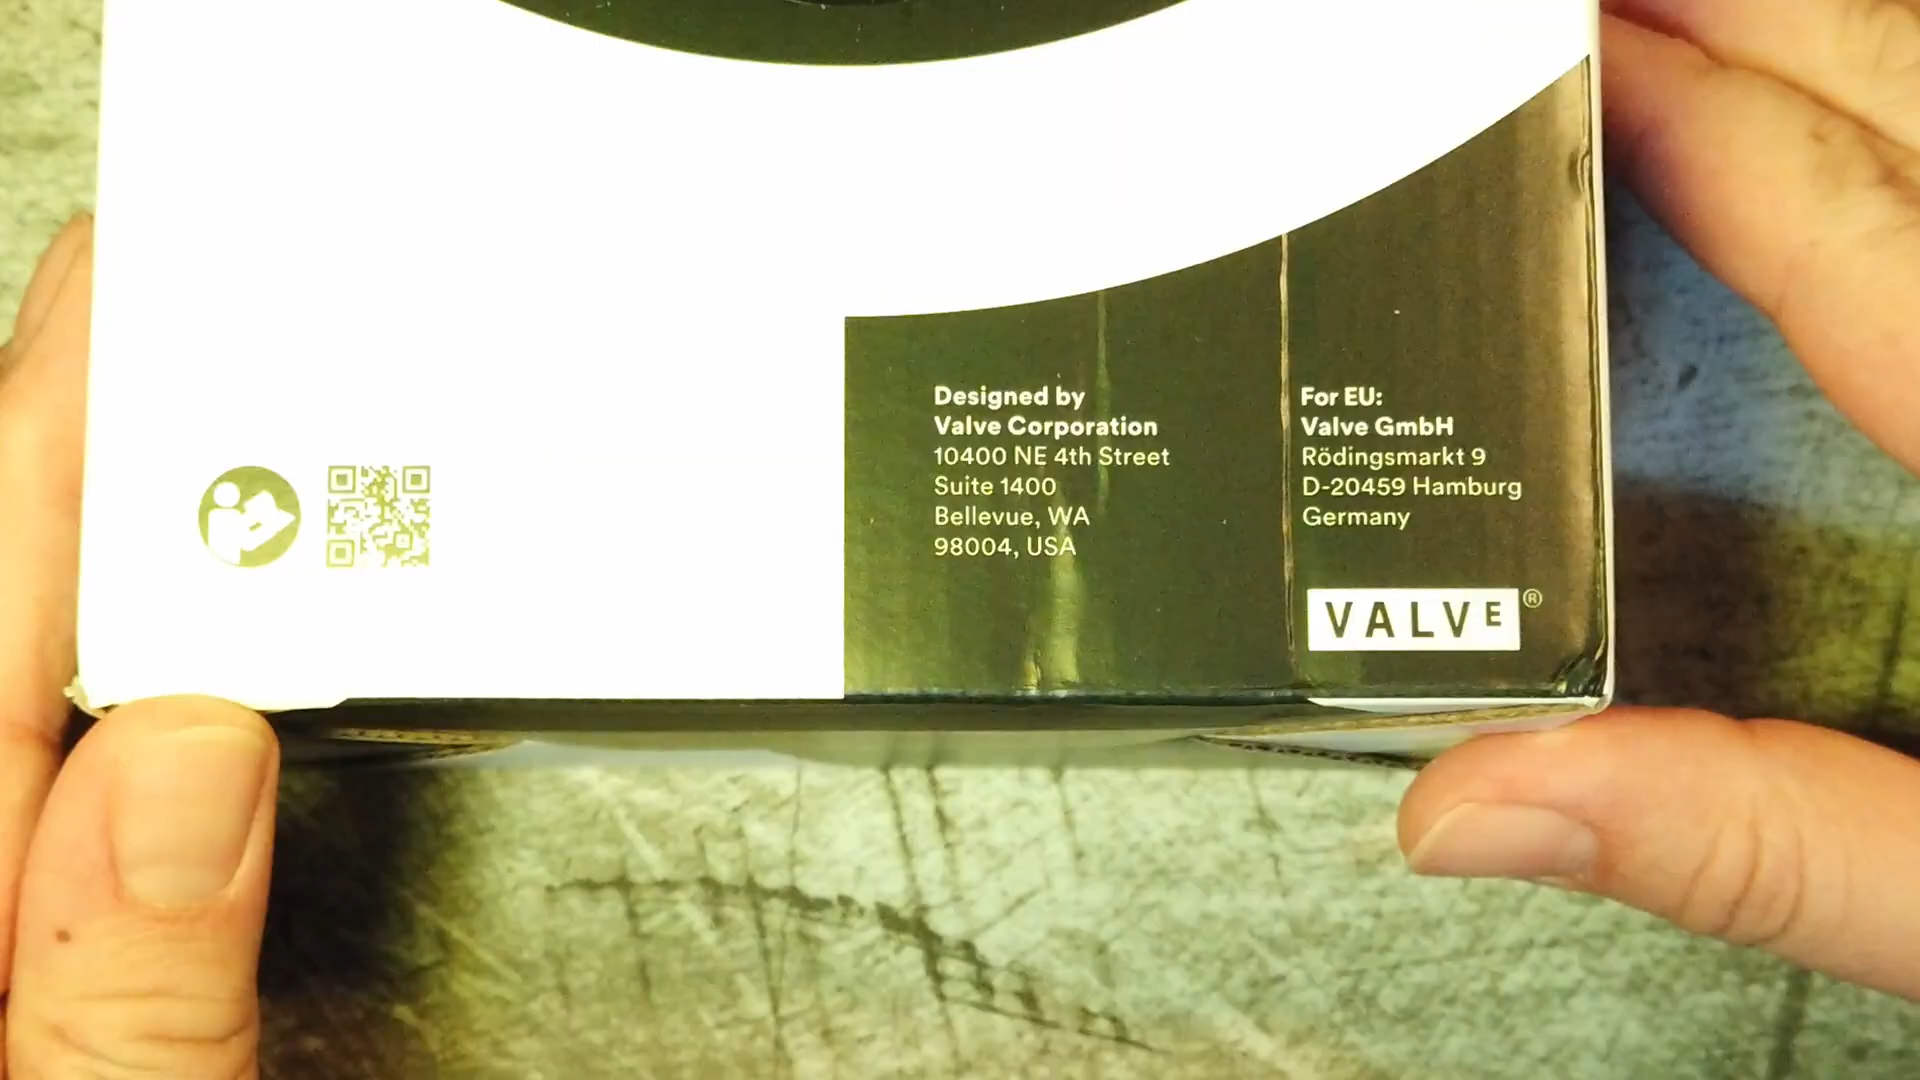 Designed by
Valve Corporation
10400 NE 4th Street
Suite 1400
Bellevue, WA
98004, USA
For EU:
Valve GmbH
Rödingsmarkt 9
D-20459 Hamburg
Germany
VALVE®